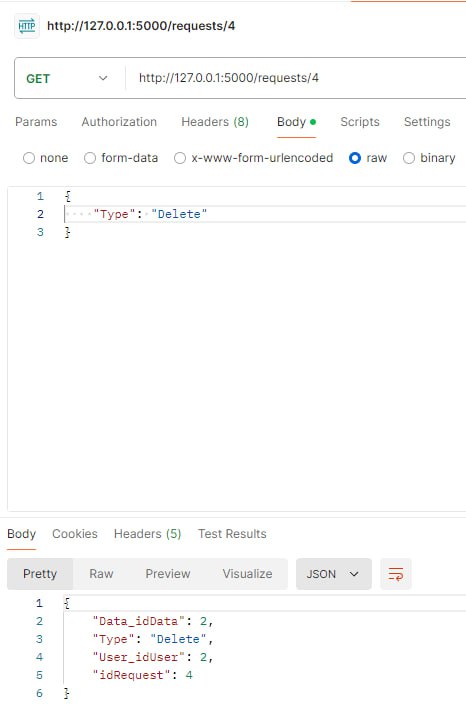 HTTP http://127.0.0.1:5000/requests/4
GET http://127.0.0.1:5000/requests/4
Params Authorization Headers (8) Body Scripts Settings
none form-data x-www-form-urlencoded raw binary
1 {
2 "Type": "Delete"
3 }
Body Cookies Headers (5) Test Results
Pretty Raw Preview Visualize JSON
1 {
2 "Data_idData": 2,
3 "Type": "Delete",
4 "User_idUser": 2,
5 "idRequest": 4
6 }